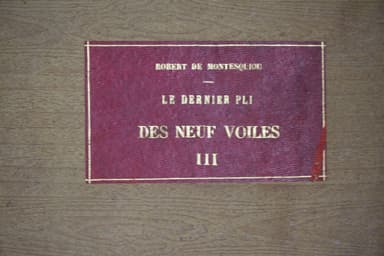 ROBERT DE MONTESQUIOU
LE DERNIER PLI
DES NEUF VOILES
III